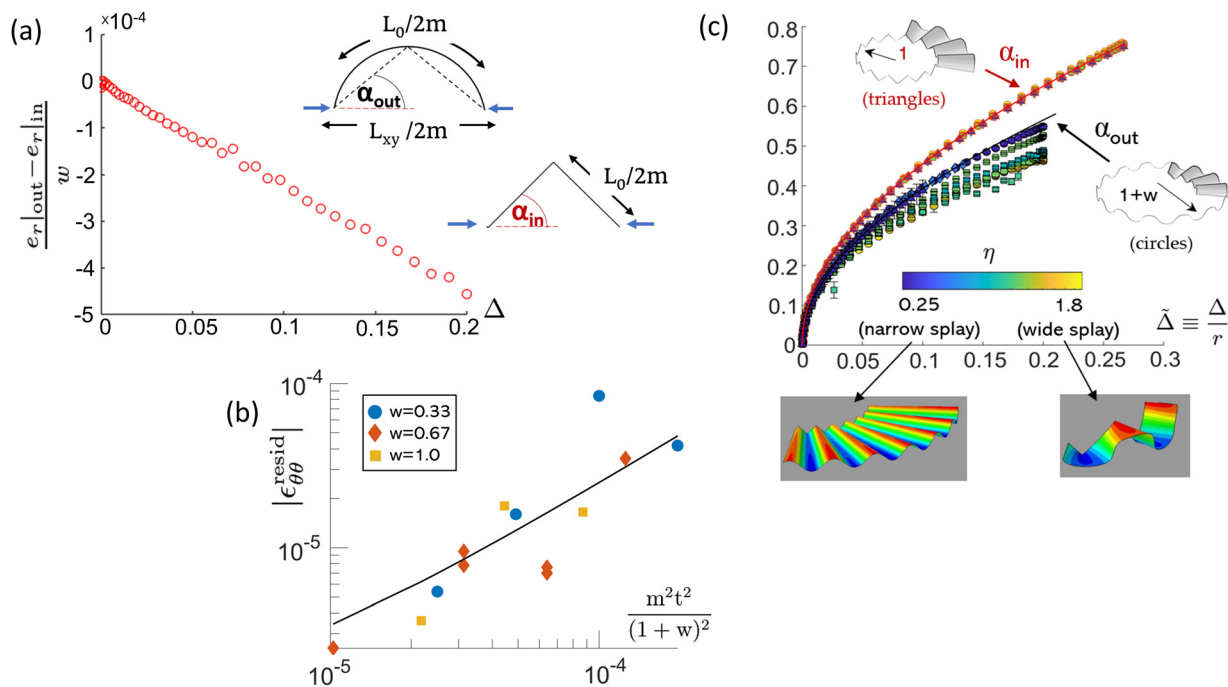 (a)
×10⁻⁴
1
0
-1
-2
-3
-4
-5
e_r|out − e_r|in
w
0
0.05
0.1
0.15
0.2
Δ
L₀/2m
α_out
L_xy /2m
L₀/2m
α_in
(b)
10⁻⁴
10⁻⁵
|ϵ_θθ^resid|
w=0.33
w=0.67
w=1.0
m²t²
(1 + w)²
10⁻⁵
10⁻⁴
(c)
0.8
0.7
0.6
0.5
0.4
0.3
0.2
0.1
0
1
(triangles)
α_in
α_out
1+w
(circles)
η
0.25
1.8
(narrow splay)
(wide splay)
0
0.05
0.10
0.15
0.2
0.25
0.3
Δ̃ ≡ Δ/r